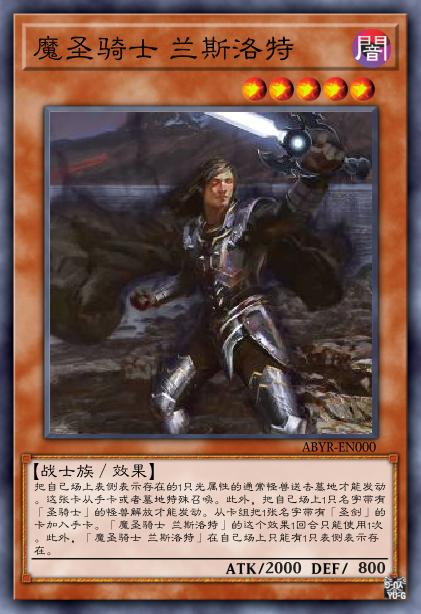 魔圣骑士 兰斯洛特
闇
ABYR-EN000
【战士族／效果】
把自己场上表侧表示存在的1只光属性的通常怪兽送去墓地才能发动
。这张卡从手卡或者墓地特殊召唤。此外，把自己场上1只名字带有
「圣骑士」的怪兽解放才能发动。从卡组把1张名字带有「圣剑」的
卡加入手卡。「魔圣骑士 兰斯洛特」的这个效果1回合只能使用1次
。此外，「魔圣骑士 兰斯洛特」在自己场上只能有1只表侧表示存
在。
ATK/2000 DEF/ 800